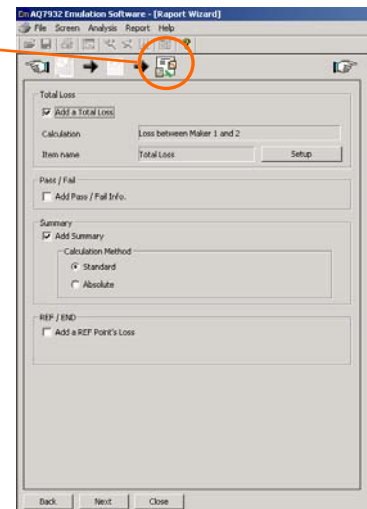 Em AQ7932 Emulation Software - [Raport Wizard]
File Screen Analysis Report Help
Total Loss
Add a Total Loss
Calculation Loss between Maker 1 and 2
Item name Total Loss Setup
Pass / Fail
Add Pass / Fail Info.
Summary
Add Summary
Calculation Method
Standard
Absolute
REF / END
Add a REF Point's Loss
Back Next Close